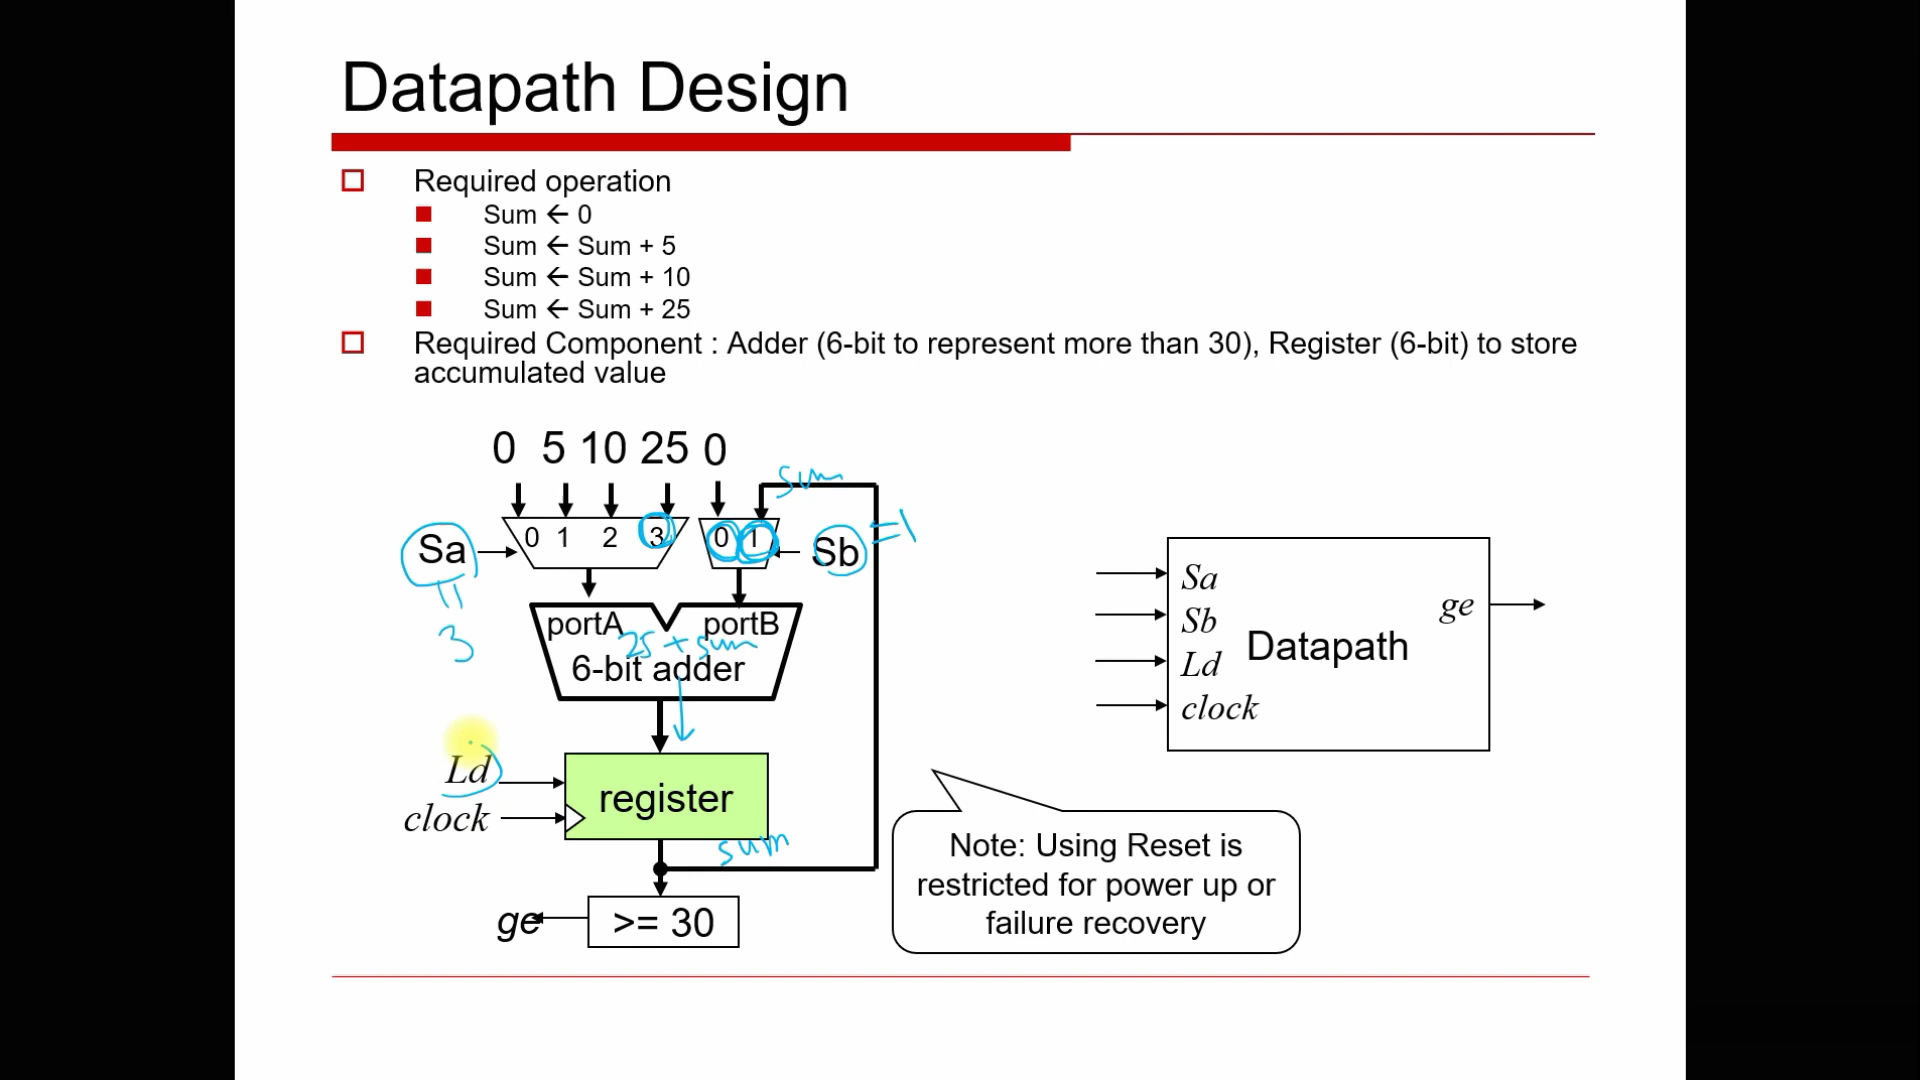 Datapath Design
Required operation
Sum ← 0
Sum ← Sum + 5
Sum ← Sum + 10
Sum ← Sum + 25
Required Component : Adder (6-bit to represent more than 30), Register (6-bit) to store
accumulated value
0 5 10 25 0
sum
0 1 2 3 0 1
Sa Sb =1
3
portA portB
25 + sum
6-bit adder
Ld
clock
register
sum
ge >= 30
Sa
Sb
Ld
clock
Datapath
ge
Note: Using Reset is
restricted for power up or
failure recovery